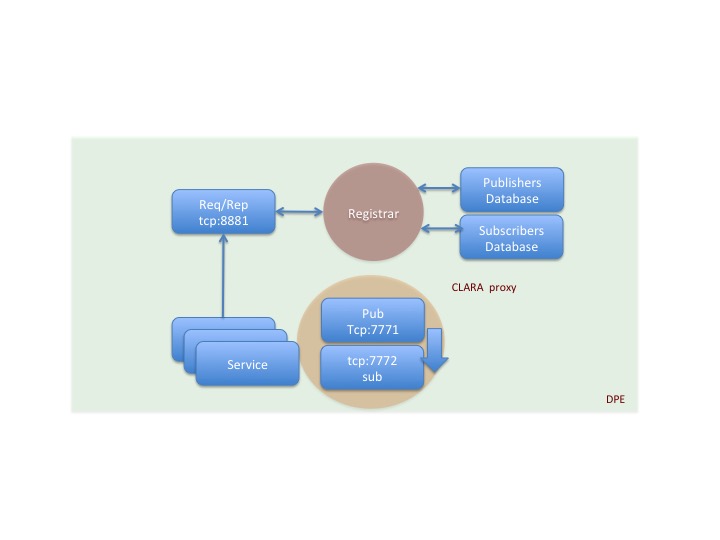 Req/Rep
tcp:8881
Registrar
Publishers
Database
Subscribers
Database
CLARA  proxy
Pub
Tcp:7771
tcp:7772
sub
Service
DPE